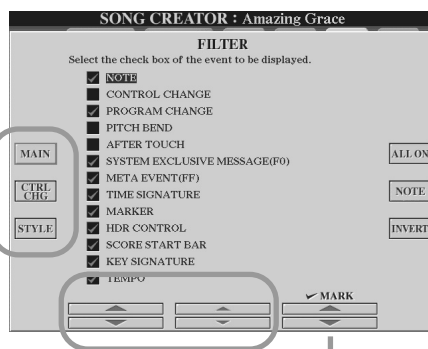 SONG CREATOR : Amazing Grace
FILTER
Select the check box of the event to be displayed.
NOTE
CONTROL CHANGE
PROGRAM CHANGE
PITCH BEND
AFTER TOUCH
SYSTEM EXCLUSIVE MESSAGE(F0)
META EVENT(FF)
TIME SIGNATURE
MARKER
HDR CONTROL
SCORE START BAR
KEY SIGNATURE
TEMPO
MAIN
CTRL
CHG
STYLE
ALL ON
NOTE
INVERT
MARK